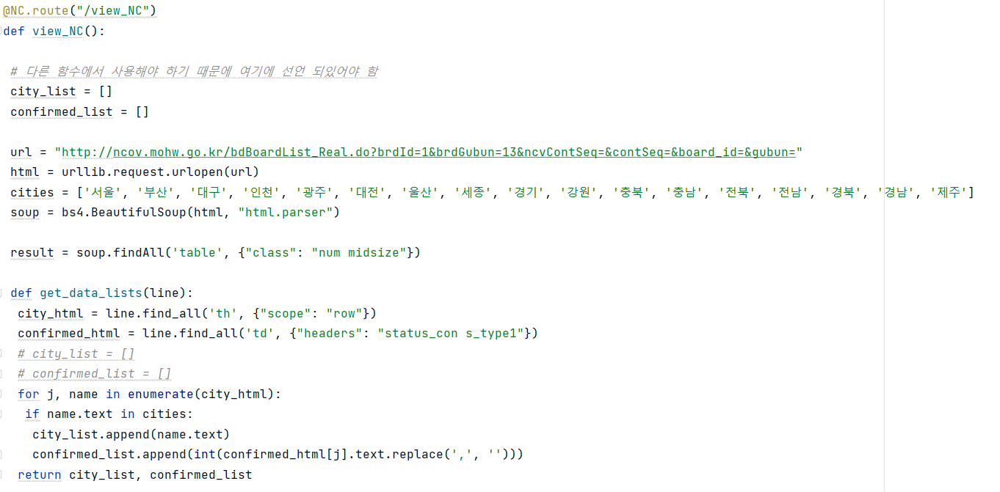 @NC.route("/view_NC")
def view_NC():
# 다른 함수에서 사용해야 하기 때문에 여기에 선언 되있어야 함
city_list = []
confirmed_list = []
url = "http://ncov.mohw.go.kr/bdBoardList_Real.do?brdId=1&brdGubun=13&ncvContSeq=&contSeq=&board_id=&gubun="
html = urllib.request.urlopen(url)
cities = ['서울', '부산', '대구', '인천', '광주', '대전', '울산', '세종', '경기', '강원', '충북', '충남', '전북', '전남', '경북', '경남', '제주']
soup = bs4.BeautifulSoup(html, "html.parser")
result = soup.findAll('table', {"class": "num midsize"})
def get_data_lists(line):
city_html = line.find_all('th', {"scope": "row"})
confirmed_html = line.find_all('td', {"headers": "status_con s_type1"})
# city_list = []
# confirmed_list = []
for j, name in enumerate(city_html):
if name.text in cities:
city_list.append(name.text)
confirmed_list.append(int(confirmed_html[j].text.replace(',', '')))
return city_list, confirmed_list